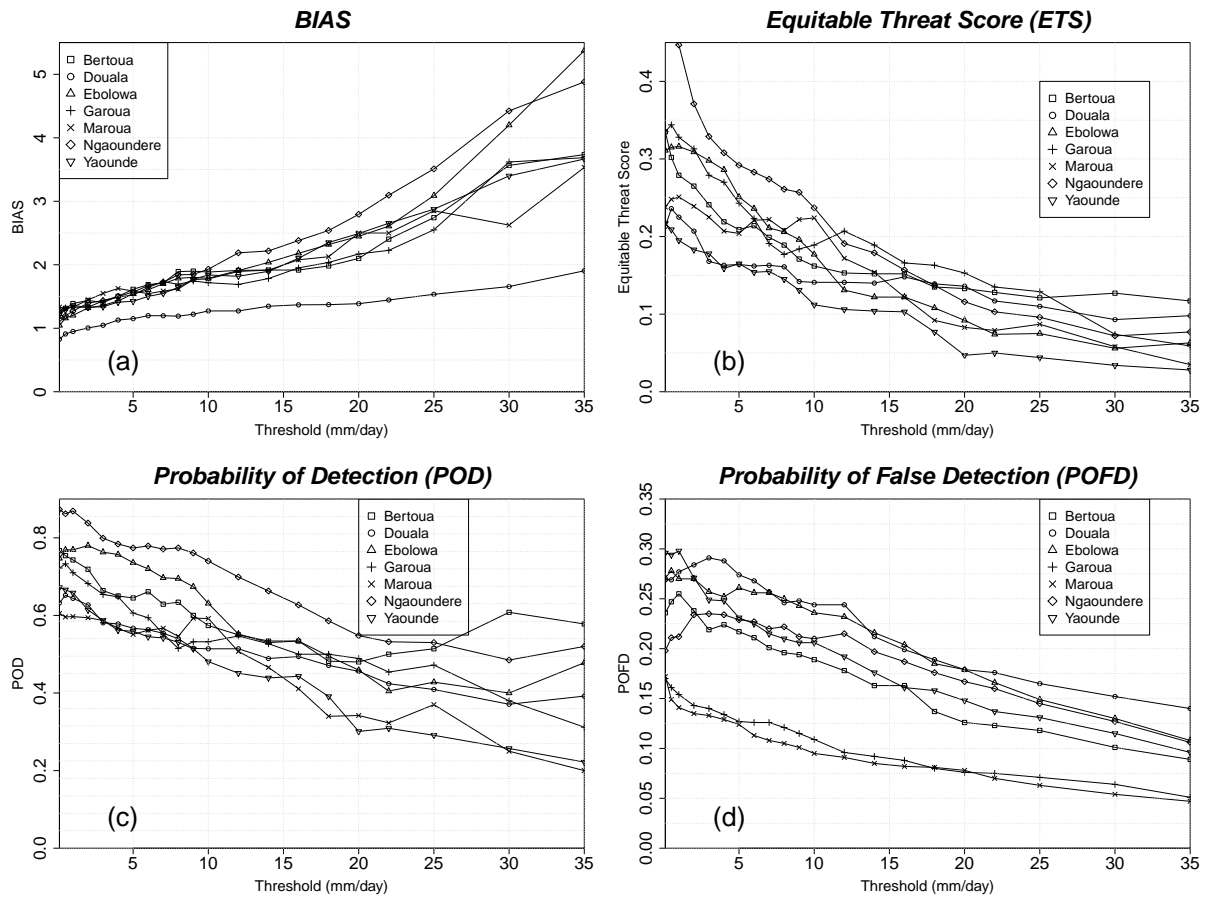 BIAS
5
4
3
2
1
0
BIAS
Bertoua
Douala
Ebolowa
Garoua
Maroua
Ngaoundere
Yaounde
(a)
5 10 15 20 25 30 35
Threshold (mm/day)
Equitable Threat Score (ETS)
0.4
0.3
0.2
0.1
0.0
Equitable Threat Score
Bertoua
Douala
Ebolowa
Garoua
Maroua
Ngaoundere
Yaounde
(b)
5 10 15 20 25 30 35
Threshold (mm/day)
Probability of Detection (POD)
0.8
0.6
0.4
0.2
0.0
POD
Bertoua
Douala
Ebolowa
Garoua
Maroua
Ngaoundere
Yaounde
(c)
5 10 15 20 25 30 35
Threshold (mm/day)
Probability of False Detection (POFD)
0.35
0.30
0.25
0.20
0.15
0.10
0.05
0.00
POFD
Bertoua
Douala
Ebolowa
Garoua
Maroua
Ngaoundere
Yaounde
(d)
5 10 15 20 25 30 35
Threshold (mm/day)